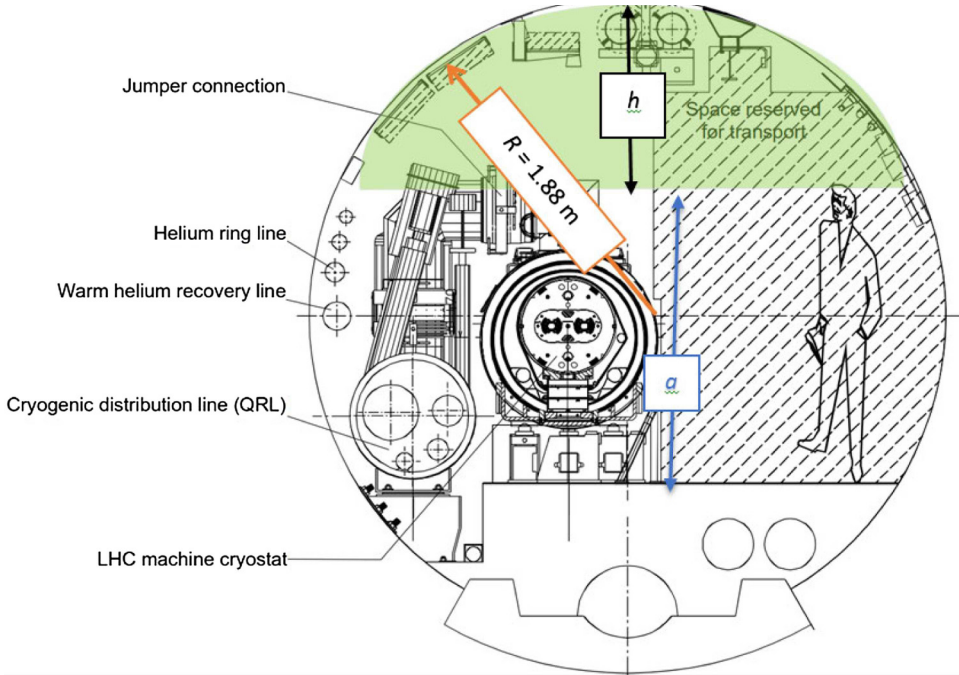 Jumper connection
h
Space reserved
for transport
R = 1.88 m
Helium ring line
Warm helium recovery line
a
Cryogenic distribution line (QRL)
LHC machine cryostat